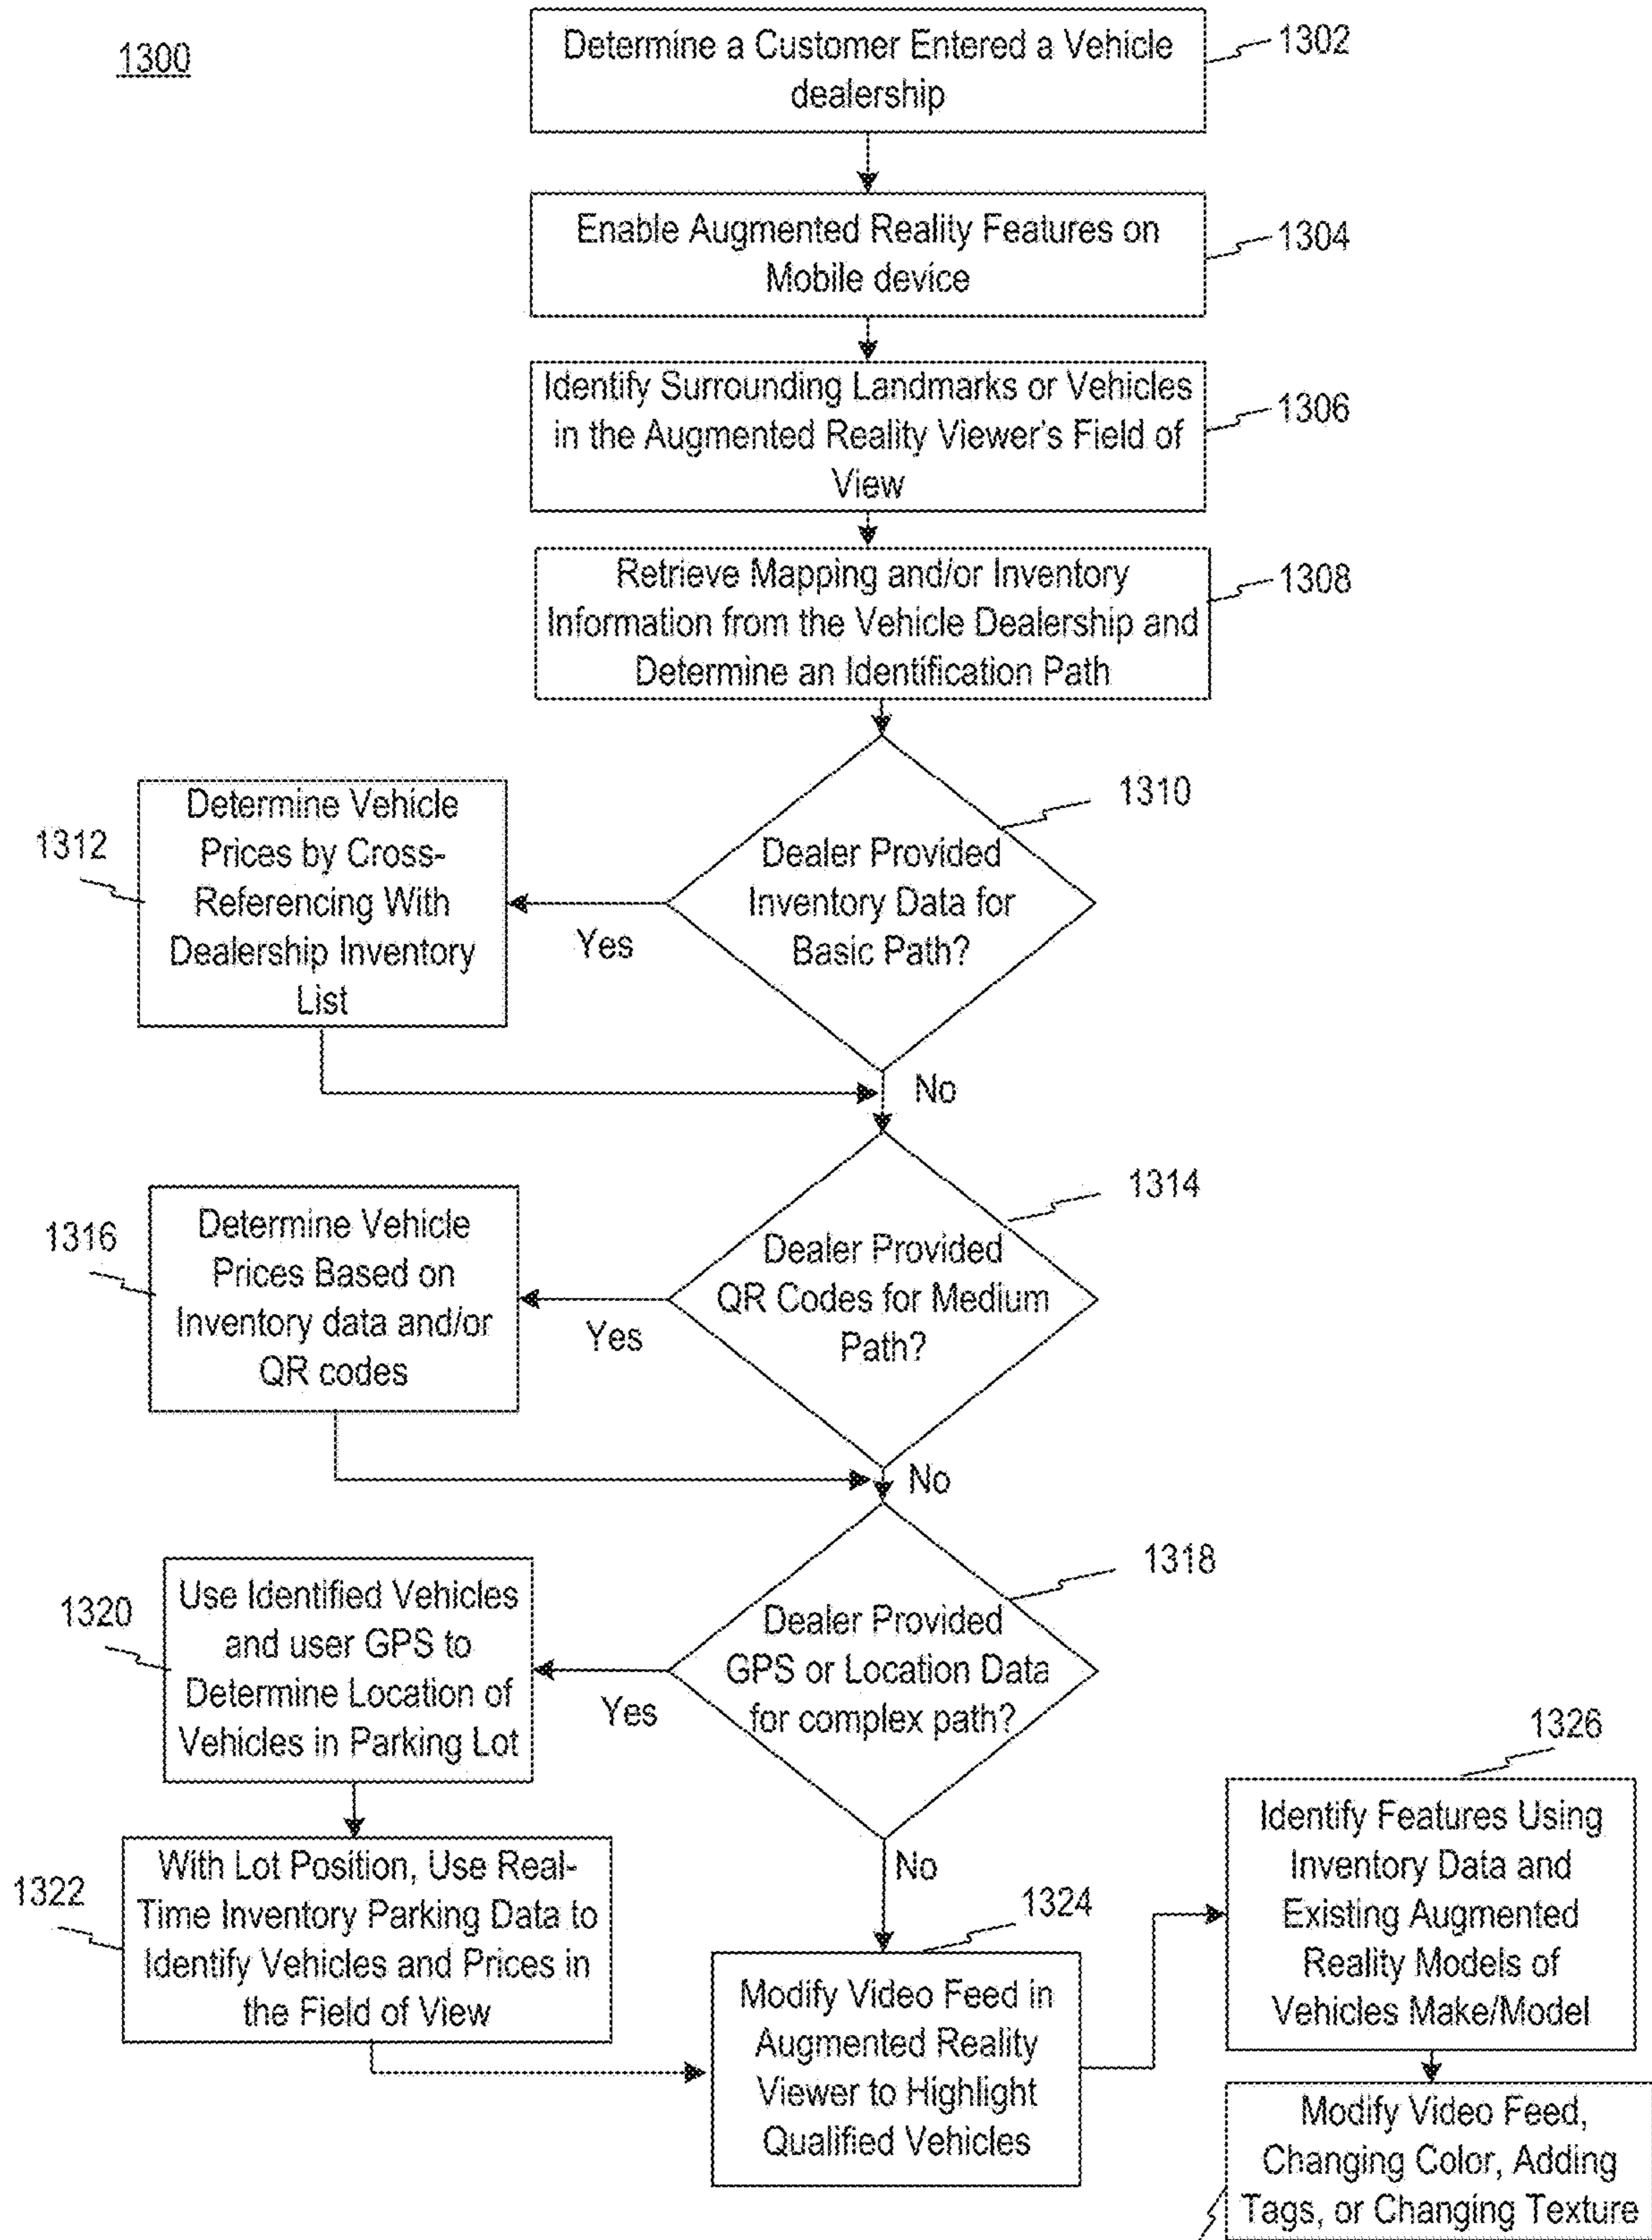 1300
Determine a Customer Entered a Vehicle
dealership
1302
Enable Augmented Reality Features on
Mobile device
1304
Identify Surrounding Landmarks or Vehicles
in the Augmented Reality Viewer's Field of
View
1306
Retrieve Mapping and/or Inventory
Information from the Vehicle Dealership and
Determine an Identification Path
1308
Dealer Provided
Inventory Data for
Basic Path?
1310
Yes
No
1312
Determine Vehicle
Prices by Cross-
Referencing With
Dealership Inventory
List
Dealer Provided
QR Codes for Medium
Path?
1314
Yes
No
1316
Determine Vehicle
Prices Based on
Inventory data and/or
QR codes
Dealer Provided
GPS or Location Data
for complex path?
1318
Yes
No
1320
Use Identified Vehicles
and user GPS to
Determine Location of
Vehicles in Parking Lot
1322
With Lot Position, Use Real-
Time Inventory Parking Data to
Identify Vehicles and Prices in
the Field of View
1324
Modify Video Feed in
Augmented Reality
Viewer to Highlight
Qualified Vehicles
1326
Identify Features Using
Inventory Data and
Existing Augmented
Reality Models of
Vehicles Make/Model
Modify Video Feed,
Changing Color, Adding
Tags, or Changing Texture